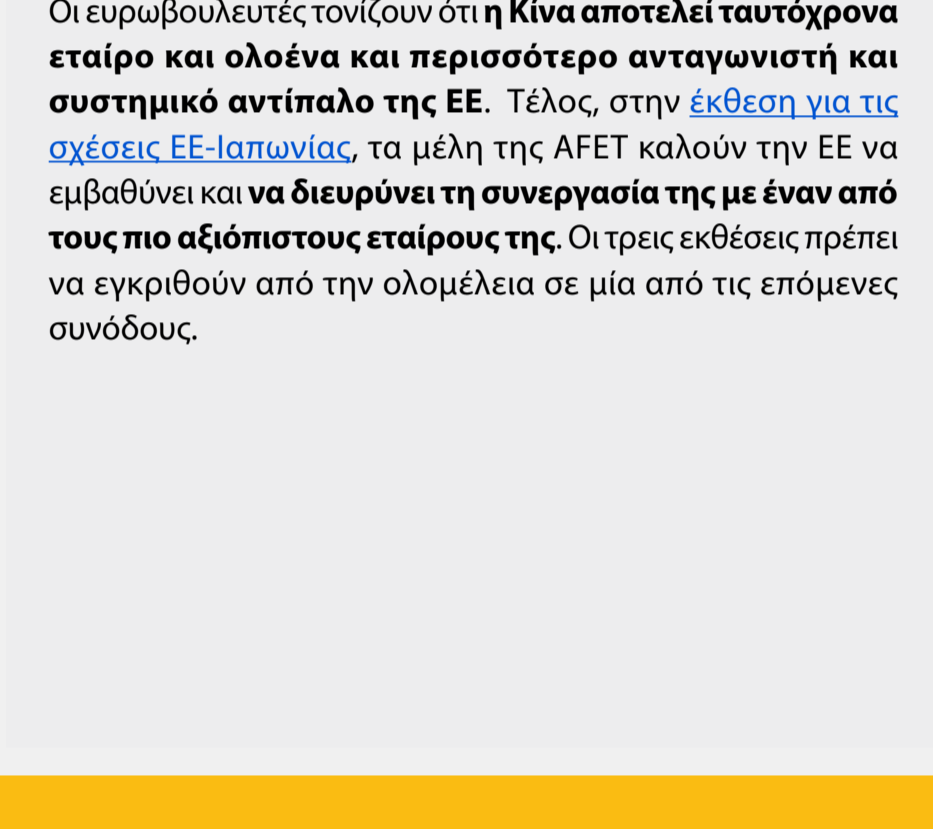 Οι ευρωβουλευτές τονίζουν ότι η Κίνα αποτελεί ταυτόχρονα
εταίρο και ολοένα και περισσότερο ανταγωνιστή και
συστημικό αντίπαλο της ΕΕ. Τέλος, στην έκθεση για τις
σχέσεις ΕΕ-Ιαπωνίας, τα μέλη της AFET καλούν την ΕΕ να
εμβαθύνει και να διευρύνει τη συνεργασία της με έναν από
τους πιο αξιόπιστους εταίρους της. Οι τρεις εκθέσεις πρέπει
να εγκριθούν από την ολομέλεια σε μία από τις επόμενες
συνόδους.